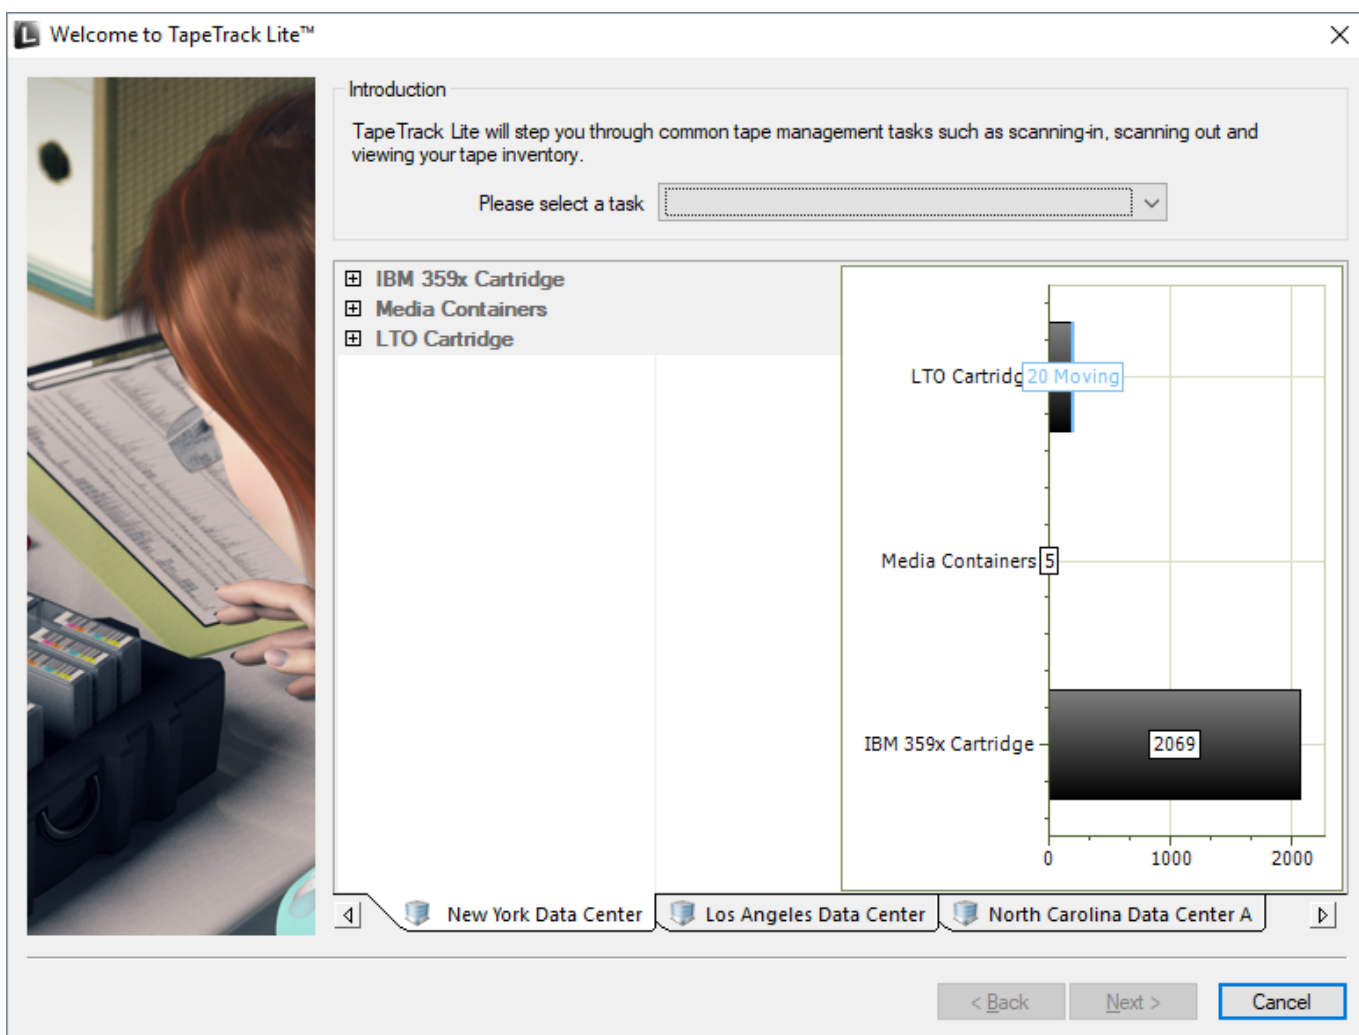 Welcome to TapeTrack Lite™
Introduction
TapeTrack Lite will step you through common tape management tasks such as scanning-in, scanning out and
viewing your tape inventory.
Please select a task
IBM 359x Cartridge
Media Containers
LTO Cartridge
LTO Cartridg
20 Moving
Media Containers
5
IBM 359x Cartridge
2069
0 1000 2000
New York Data Center
Los Angeles Data Center
North Carolina Data Center A
< Back
Next >
Cancel